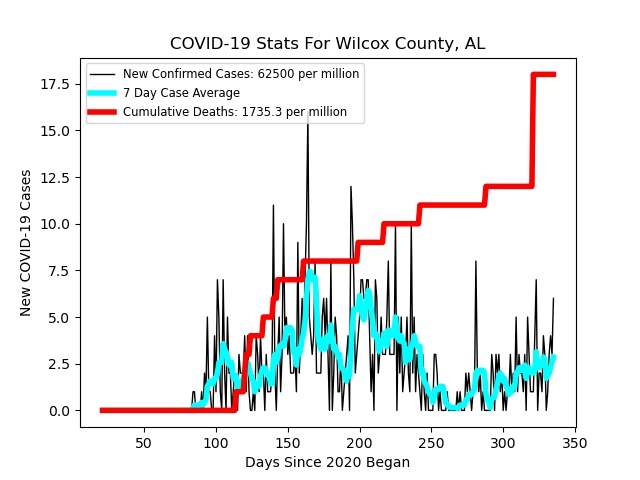 COVID-19 Stats For Wilcox County, AL
New Confirmed Cases: 62500 per million
7 Day Case Average
Cumulative Deaths: 1735.3 per million
17.5
15.0
12.5
10.0
7.5
5.0
2.5
0.0
New COVID-19 Cases
50 100 150 200 250 300 350
Days Since 2020 Began